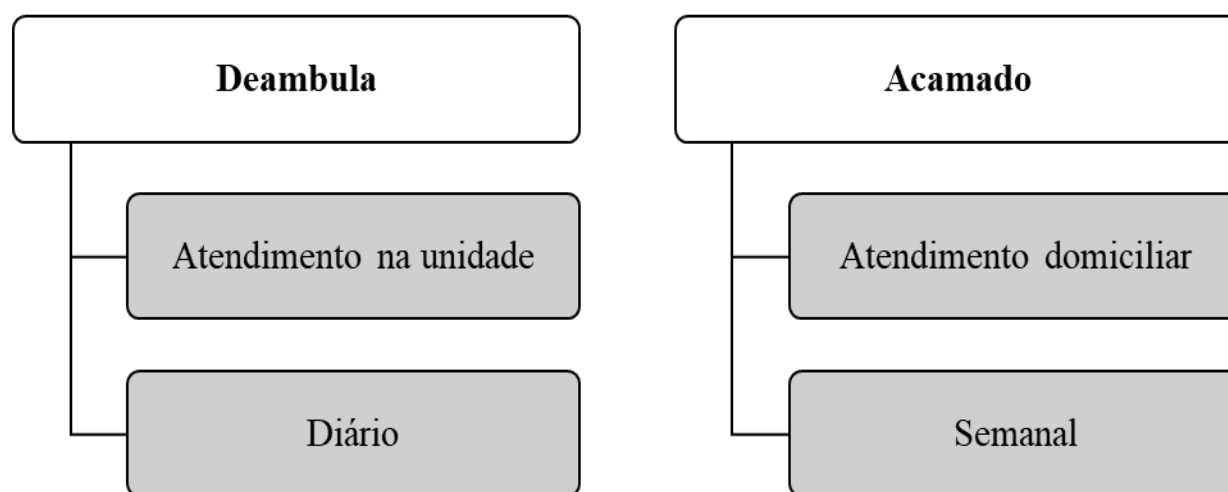 Deambula
Atendimento na unidade
Diário
Acamado
Atendimento domiciliar
Semanal